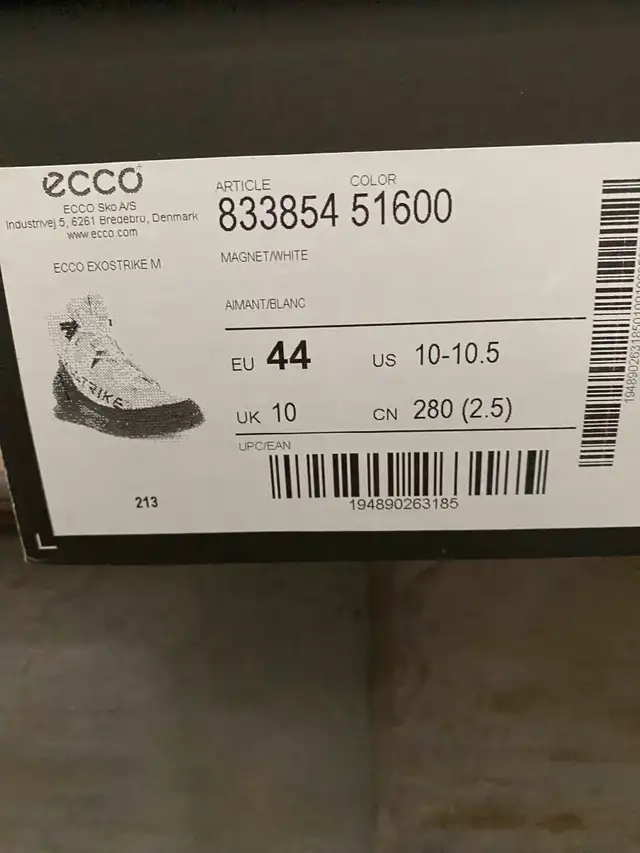 ecco
ECCO Sko A/S
Industrivej 5, 6261 Bredebro, Denmark
www.ecco.com
ECCO EXOSTRIKE M
STRIKE
213
ARTICLE COLOR
833854 51600
MAGNET/WHITE
AIMANT/BLANC
EU 44 US 10-10.5
UK 10 CN 280 (2.5)
UPC/EAN
194890263185